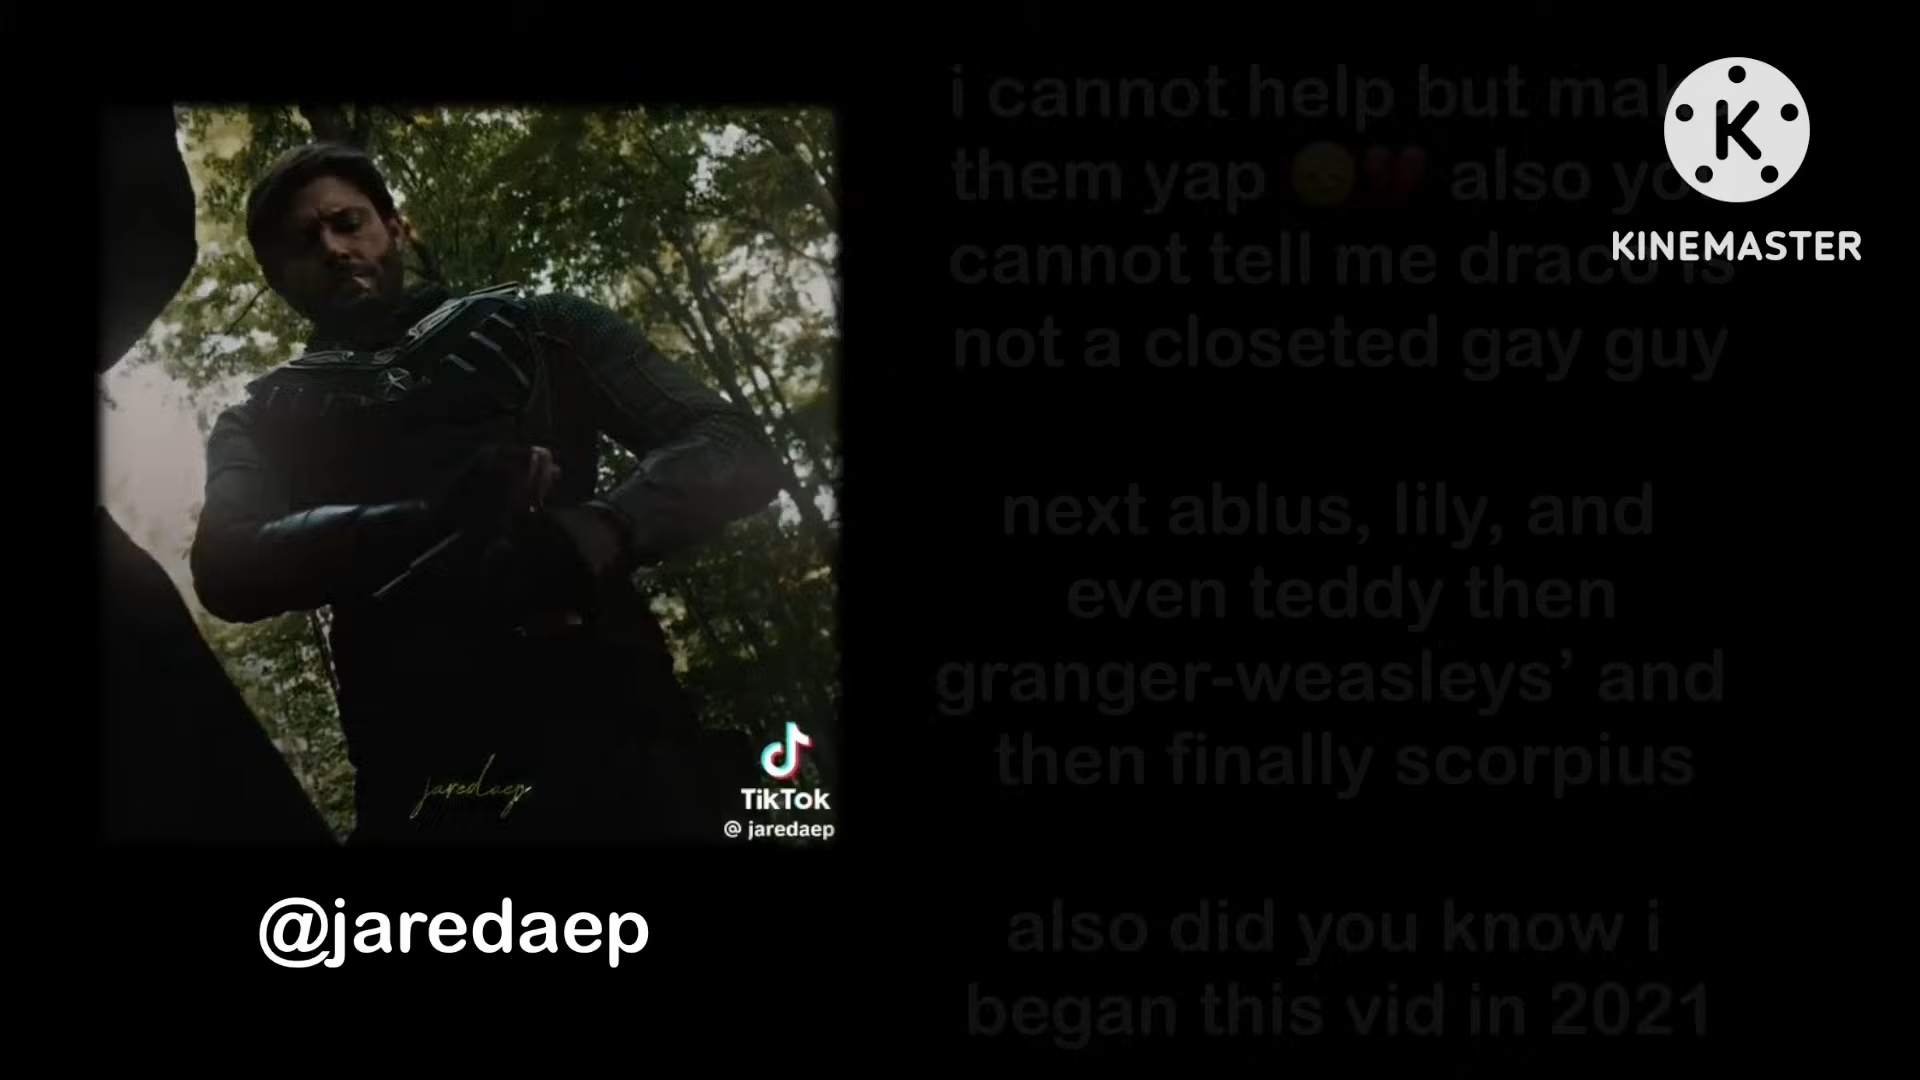 i cannot help but mak
them yap 😔💔 also yo
cannot tell me draco is
not a closeted gay guy
next ablus, lily, and
even teddy then
granger-weasleys’ and
then finally scorpius
also did you know i
began this vid in 2021
K
KINEMASTER
jaredaep
TikTok
@ jaredaep
@jaredaep